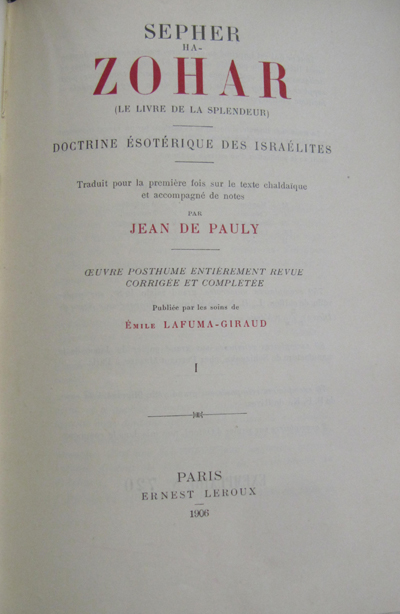 SEPHER
HA-
ZOHAR
(LE LIVRE DE LA SPLENDEUR)
DOCTRINE ÉSOTÉRIQUE DES ISRAÉLITES
Traduit pour la première fois sur le texte chaldaïque
et accompagné de notes
PAR
JEAN DE PAULY
ŒUVRE POSTHUME ENTIÈREMENT REVUE
CORRIGÉE ET COMPLÉTÉE
Publiée par les soins de
ÉMILE LAFUMA-GIRAUD
I
PARIS
ERNEST LEROUX
1906